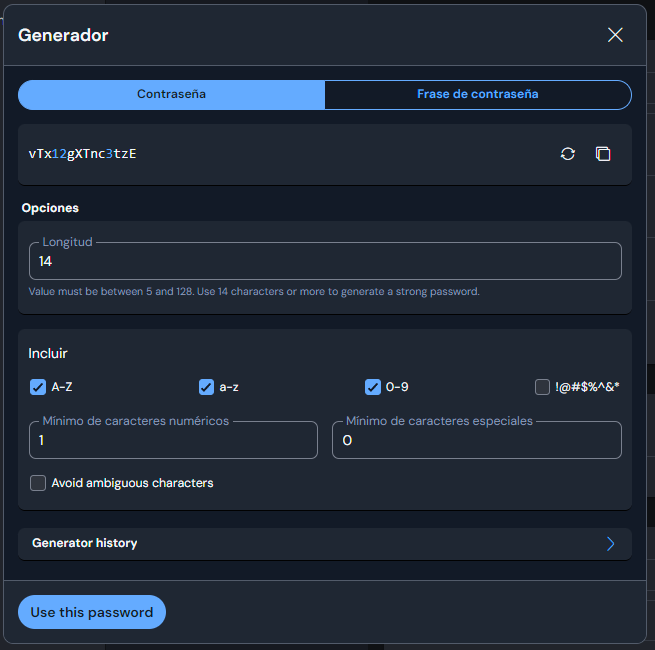 Generador
Contraseña Frase de contraseña
vTx12gXTnc3tzE
Opciones
Longitud
14
Value must be between 5 and 128. Use 14 characters or more to generate a strong password.
Incluir
A-Z a-z 0-9 !@#$%^&*
Mínimo de caracteres numéricos Mínimo de caracteres especiales
1 0
Avoid ambiguous characters
Generator history
Use this password